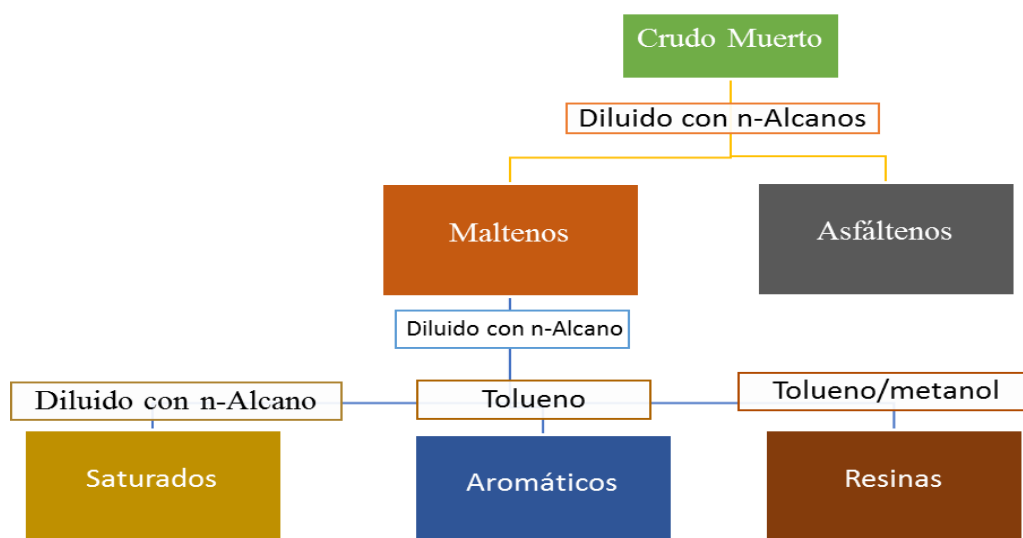 Crudo Muerto
Diluido con n-Alcanos
Maltenos
Asfáltenos
Diluido con n-Alcano
Diluido con n-Alcano
Tolueno
Tolueno/metanol
Saturados
Aromáticos
Resinas